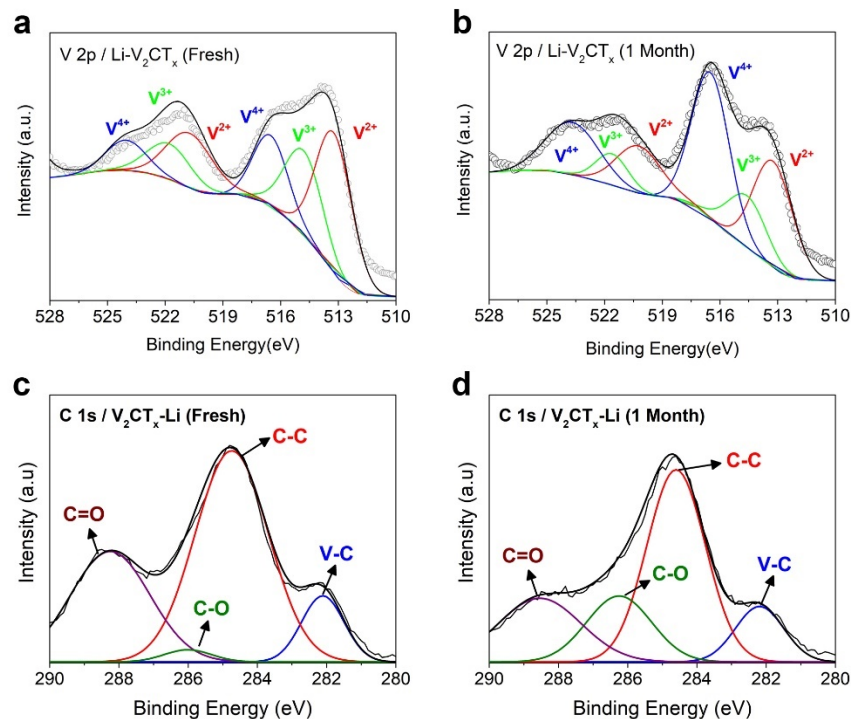 a
V 2p / Li-V₂CTₓ (Fresh)
V⁴⁺
V³⁺
V²⁺
V⁴⁺
V³⁺
V²⁺
Intensity (a.u.)
528 525 522 519 516 513 510
Binding Energy(eV)
b
V 2p / Li-V₂CTₓ (1 Month)
V⁴⁺
V³⁺
V²⁺
V⁴⁺
V³⁺
V²⁺
Intensity (a.u.)
528 525 522 519 516 513 510
Binding Energy(eV)
c
C 1s / V₂CTₓ-Li (Fresh)
C-C
C=O
V-C
C-O
Intensity (a.u)
290 288 286 284 282 280
Binding Energy (eV)
d
C 1s / V₂CTₓ-Li (1 Month)
C-C
C=O
C-O
V-C
Intensity (a.u)
290 288 286 284 282 280
Binding Energy (eV)